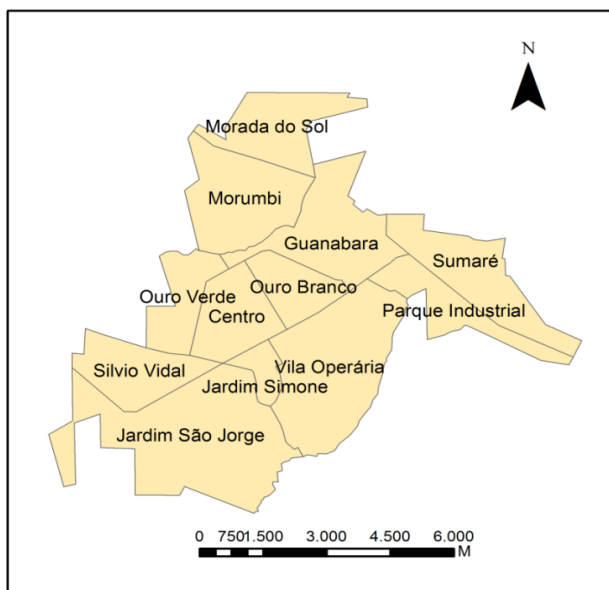 N
Morada do Sol
Morumbi
Guanabara
Sumaré
Ouro Verde
Ouro Branco
Centro
Parque Industrial
Silvio Vidal
Vila Operária
Jardim Simone
Jardim São Jorge
0 750 1.500 3.000 4.500 6.000
M